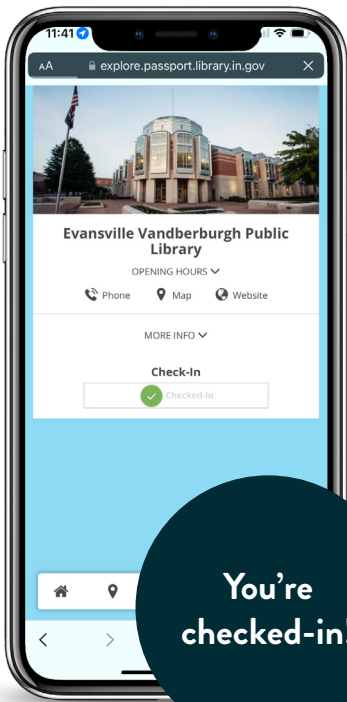 11:41
AA explore.passport.library.in.gov
Evansville Vandberburgh Public
Library
OPENING HOURS
Phone Map Website
MORE INFO
Check-In
Checked-In
You're
checked-in!